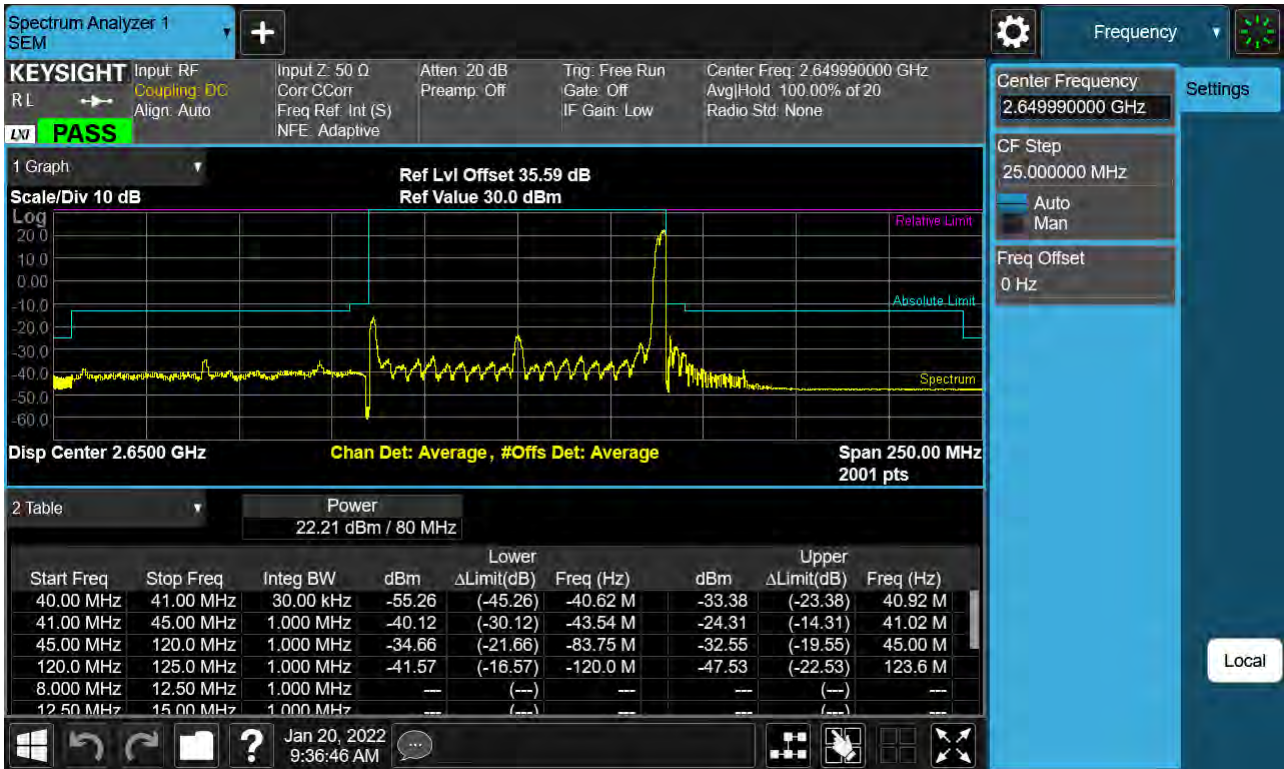 Spectrum Analyzer 1
SEM
Frequency
KEYSIGHT
R L
LXI
PASS
Input: RF
Coupling: DC
Align: Auto
Input Z: 50 Ω
Corr CCorr
Freq Ref: Int (S)
NFE: Adaptive
Atten: 20 dB
Preamp: Off
Trig: Free Run
Gate: Off
IF Gain: Low
Center Freq: 2.649990000 GHz
Avg|Hold: 100.00% of 20
Radio Std: None
Center Frequency
2.649990000 GHz
Settings
CF Step
25.000000 MHz
Auto
Man
Freq Offset
0 Hz
Local
1 Graph
Scale/Div 10 dB
Ref Lvl Offset 35.59 dB
Ref Value 30.0 dBm
Log
20.0
10.0
0.00
-10.0
-20.0
-30.0
-40.0
-50.0
-60.0
Relative Limit
Absolute Limit
Spectrum
Disp Center 2.6500 GHz
Chan Det: Average, #Offs Det: Average
Span 250.00 MHz
2001 pts
2 Table
Power
22.21 dBm / 80 MHz
Lower Upper
Start Freq Stop Freq Integ BW dBm ΔLimit(dB) Freq (Hz) dBm ΔLimit(dB) Freq (Hz)
40.00 MHz 41.00 MHz 30.00 kHz -55.26 (-45.26) -40.62 M -33.38 (-23.38) 40.92 M
41.00 MHz 45.00 MHz 1.000 MHz -40.12 (-30.12) -43.54 M -24.31 (-14.31) 41.02 M
45.00 MHz 120.0 MHz 1.000 MHz -34.66 (-21.66) -83.75 M -32.55 (-19.55) 45.00 M
120.0 MHz 125.0 MHz 1.000 MHz -41.57 (-16.57) -120.0 M -47.53 (-22.53) 123.6 M
8.000 MHz 12.50 MHz 1.000 MHz --- (---) --- --- (---) ---
12.50 MHz 15.00 MHz 1.000 MHz --- (---) --- --- (---) ---
?
Jan 20, 2022
9:36:46 AM